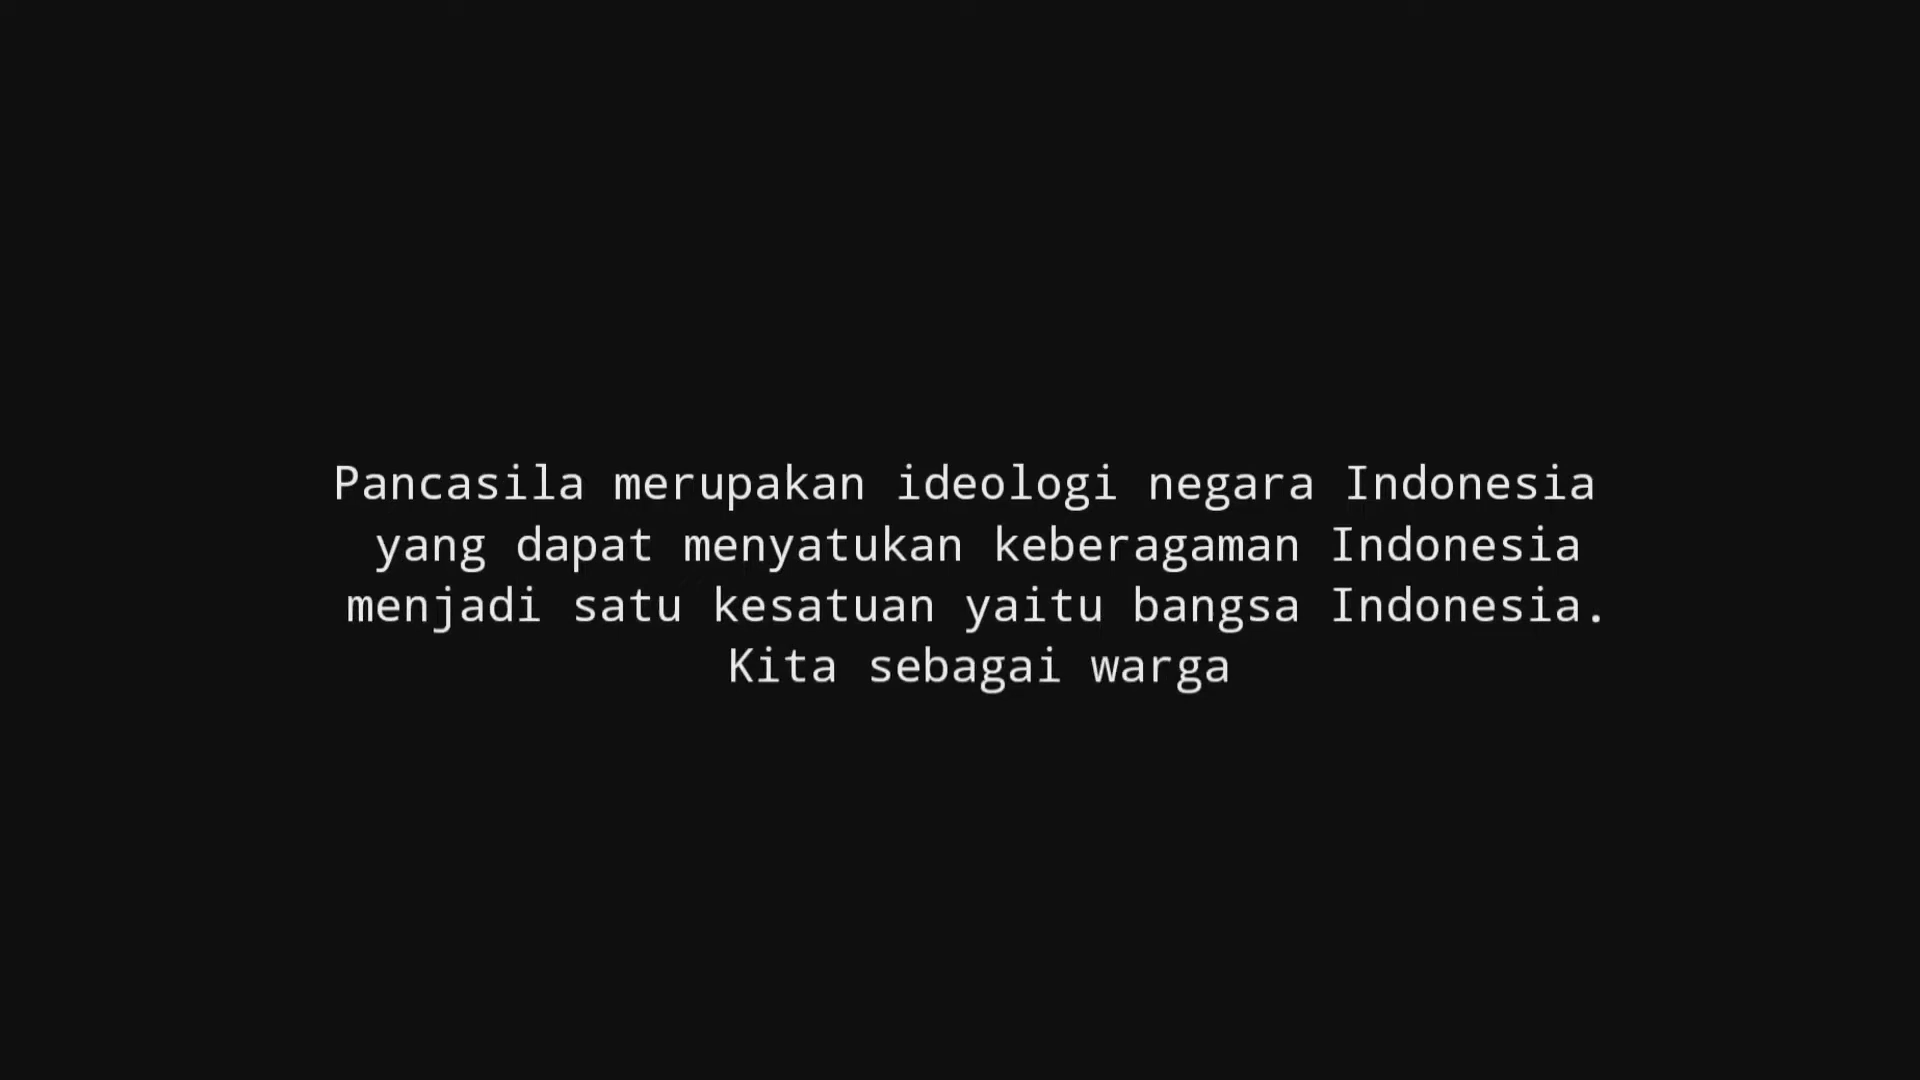 Pancasila merupakan ideologi negara Indonesia
yang dapat menyatukan keberagaman Indonesia
menjadi satu kesatuan yaitu bangsa Indonesia.
Kita sebagai warga